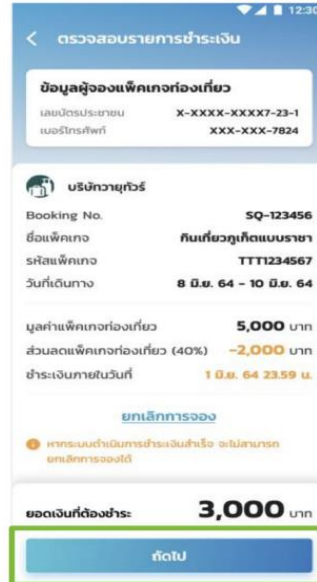 12:30
ตรวจสอบรายการชำระเงิน
ข้อมูลผู้จองแพ็คเกจท่องเที่ยว
เลขบัตรประชาชน X-XXXX-XXXX7-23-1
เบอร์โทรศัพท์ XXX-XXX-7824
บริษัทวายุทัวร์
Booking No. SQ-123456
ชื่อแพ็คเกจ กินเที่ยวภูเก็ตแบบราชา
รหัสแพ็คเกจ TTT1234567
วันที่เดินทาง 8 มิ.ย. 64 - 10 มิ.ย. 64
มูลค่าแพ็คเกจท่องเที่ยว 5,000 บาท
ส่วนลดแพ็คเกจท่องเที่ยว (40%) -2,000 บาท
ชำระเงินภายในวันที่ 1 มิ.ย. 64 23.59 น.
ยกเลิกการจอง
หากระบบดำเนินการชำระเงินสำเร็จ จะไม่สามารถ
ยกเลิกการจองได้
ยอดเงินที่ต้องชำระ 3,000 บาท
ถัดไป